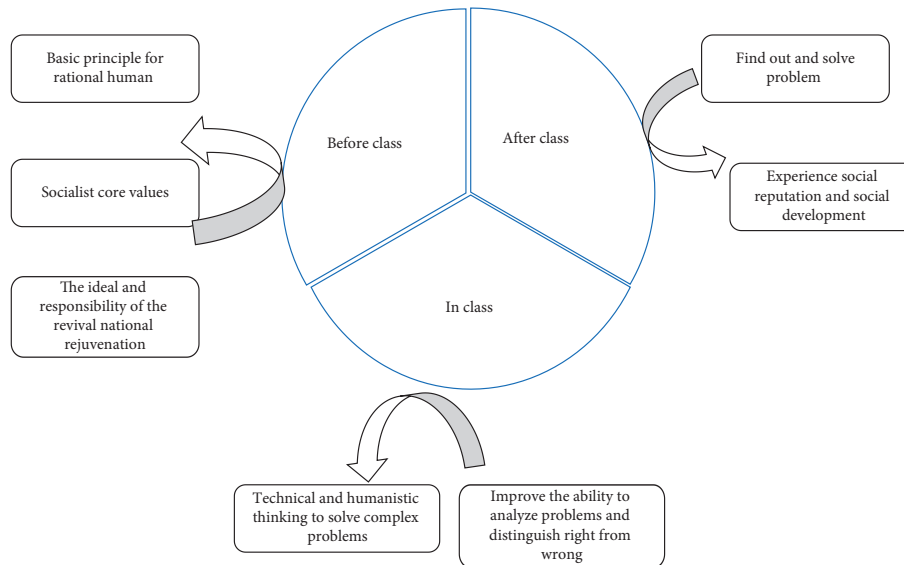 Basic principle for
rational human
Find out and solve
problem
Before class
After class
Socialist core values
Experience social
reputation and social
development
The ideal and
responsibility of the
revival national
rejuvenation
In class
Technical and humanistic
thinking to solve complex
problems
Improve the ability to
analyze problems and
distinguish right from
wrong